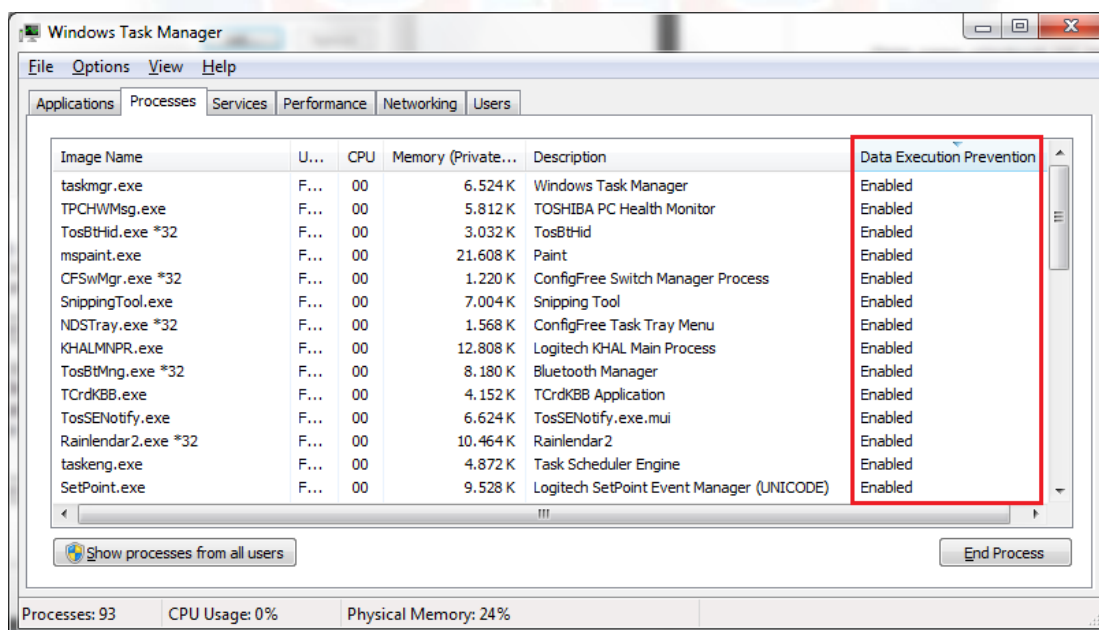 Windows Task Manager
File Options View Help
Applications Processes Services Performance Networking Users
Image Name U... CPU Memory (Private... Description Data Execution Prevention
taskmgr.exe F... 00 6.524 K Windows Task Manager Enabled
TPCHWMsg.exe F... 00 5.812 K TOSHIBA PC Health Monitor Enabled
TosBtHid.exe *32 F... 00 3.032 K TosBtHid Enabled
mspaint.exe F... 00 21.608 K Paint Enabled
CFSwMgr.exe *32 F... 00 1.220 K ConfigFree Switch Manager Process Enabled
SnippingTool.exe F... 00 7.004 K Snipping Tool Enabled
NDSTray.exe *32 F... 00 1.568 K ConfigFree Task Tray Menu Enabled
KHALMNPR.exe F... 00 12.808 K Logitech KHAL Main Process Enabled
TosBtMng.exe *32 F... 00 8.180 K Bluetooth Manager Enabled
TCrdKBB.exe F... 00 4.152 K TCrdKBB Application Enabled
TosSENotify.exe F... 00 6.624 K TosSENotify.exe.mui Enabled
Rainlendar2.exe *32 F... 00 10.464 K Rainlendar2 Enabled
taskeng.exe F... 00 4.872 K Task Scheduler Engine Enabled
SetPoint.exe F... 00 9.528 K Logitech SetPoint Event Manager (UNICODE) Enabled
Show processes from all users End Process
Processes: 93 CPU Usage: 0% Physical Memory: 24%